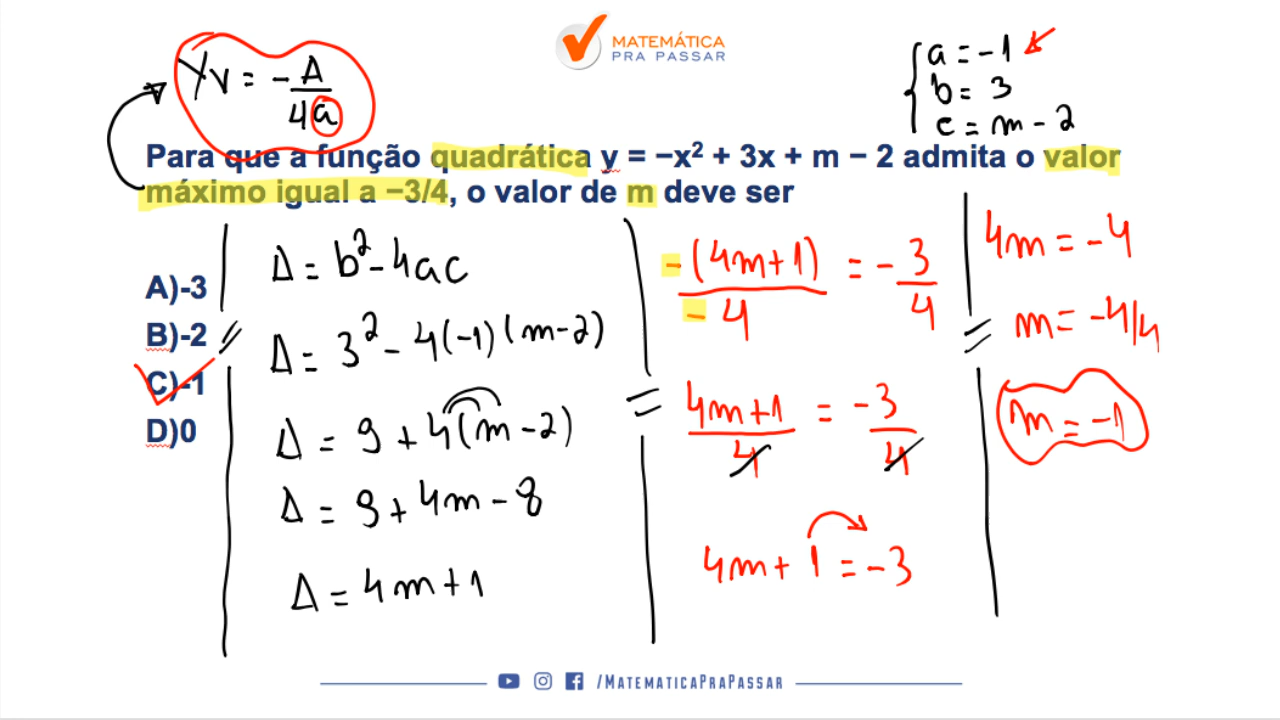 MATEMÁTICA
PRA PASSAR
Yv = -Δ/4a
a = -1
b = 3
c = m - 2
Para que a função quadrática y = −x² + 3x + m − 2 admita o valor
máximo igual a −3/4, o valor de m deve ser
A)-3
B)-2
C)-1
D)0
Δ = b² - 4ac
Δ = 3² - 4(-1)(m-2)
Δ = 9 + 4(m-2)
Δ = 9 + 4m - 8
Δ = 4m + 1
-(4m+1)/-4 = -3/4
4m+1/4 = -3/4
4m + 1 = -3
4m = -4
m = -4/4
m = -1
/MATEMATICAPRAPASSAR